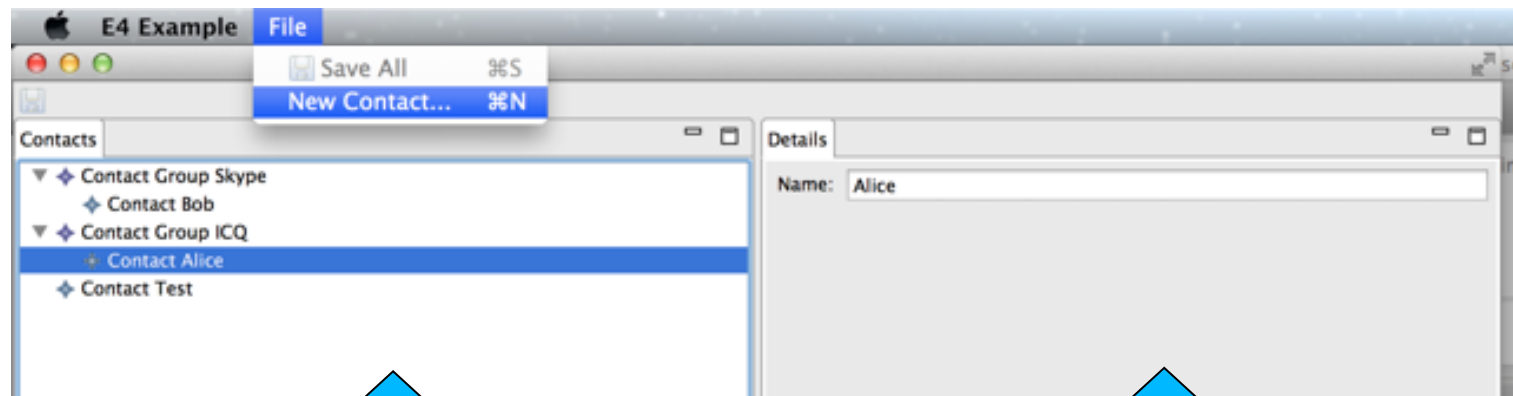 E4 Example File
Save All ⌘S
New Contact... ⌘N
Contacts
Details
Contact Group Skype
Name: Alice
Contact Bob
Contact Group ICQ
Contact Alice
Contact Test